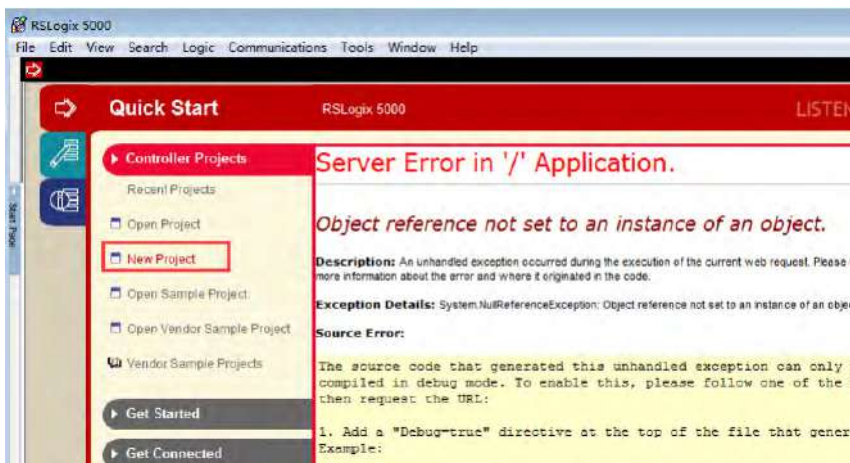 RSLogix 5000
File Edit View Search Logic Communications Tools Window Help
Quick Start
RSLogix 5000
LISTEN
Start Page
Controller Projects
Recent Projects
Open Project
New Project
Open Sample Project
Open Vendor Sample Project
Vendor Sample Projects
Get Started
Get Connected
Server Error in '/' Application.
Object reference not set to an instance of an object.
Description: An unhandled exception occurred during the execution of the current web request. Please
more information about the error and where it originated in the code.
Exception Details: System.NullReferenceException: Object reference not set to an instance of an obje
Source Error:
The source code that generated this unhandled exception can only
compiled in debug mode. To enable this, please follow one of the
then request the URL:
1. Add a "Debug=true" directive at the top of the file that gener
Example: